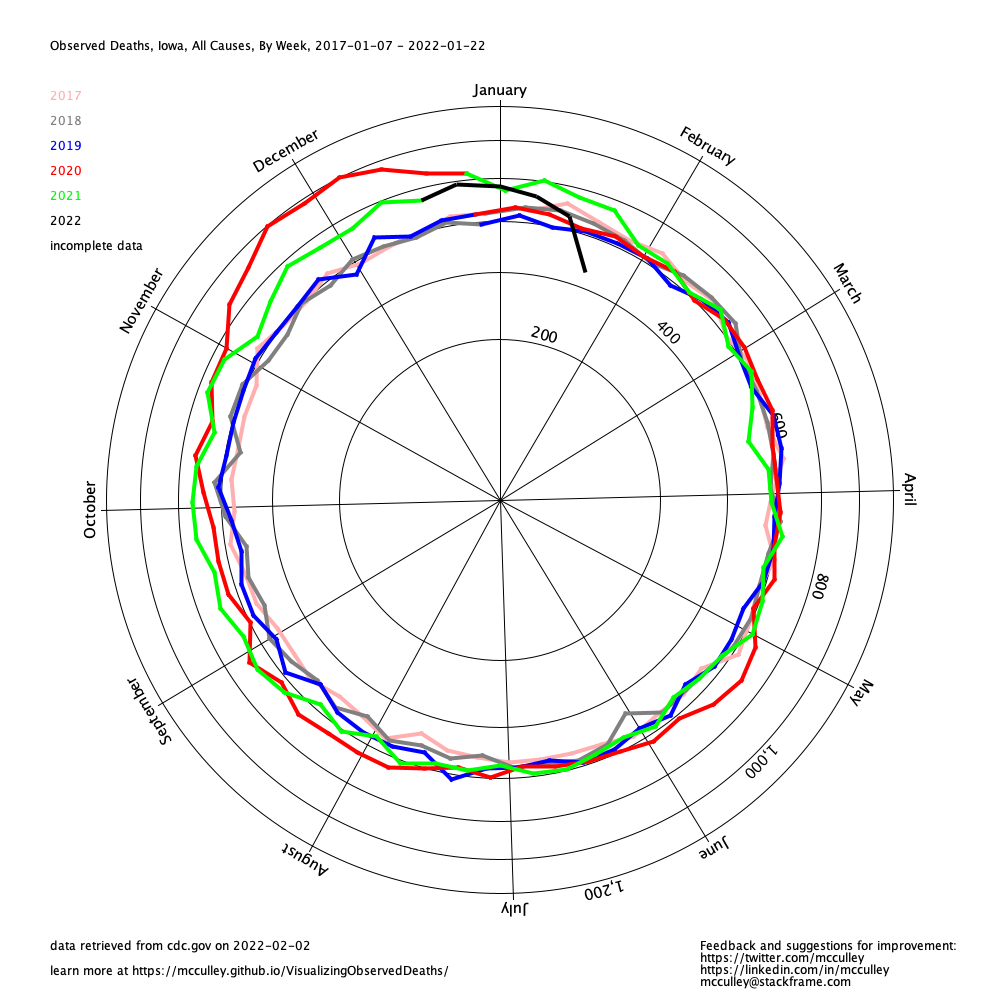 Observed Deaths, Iowa, All Causes, By Week, 2017-01-07 - 2022-01-22
January
2017
2018
2019
2020
2021
2022
incomplete data
December
February
November
March
200
400
600
October
April
800
September
May
1,000
August
June
1,200
July
data retrieved from cdc.gov on 2022-02-02
learn more at https://mcculley.github.io/VisualizingObservedDeaths/
Feedback and suggestions for improvement:
https://twitter.com/mcculley
https://linkedin.com/in/mcculley
mcculley@stackframe.com